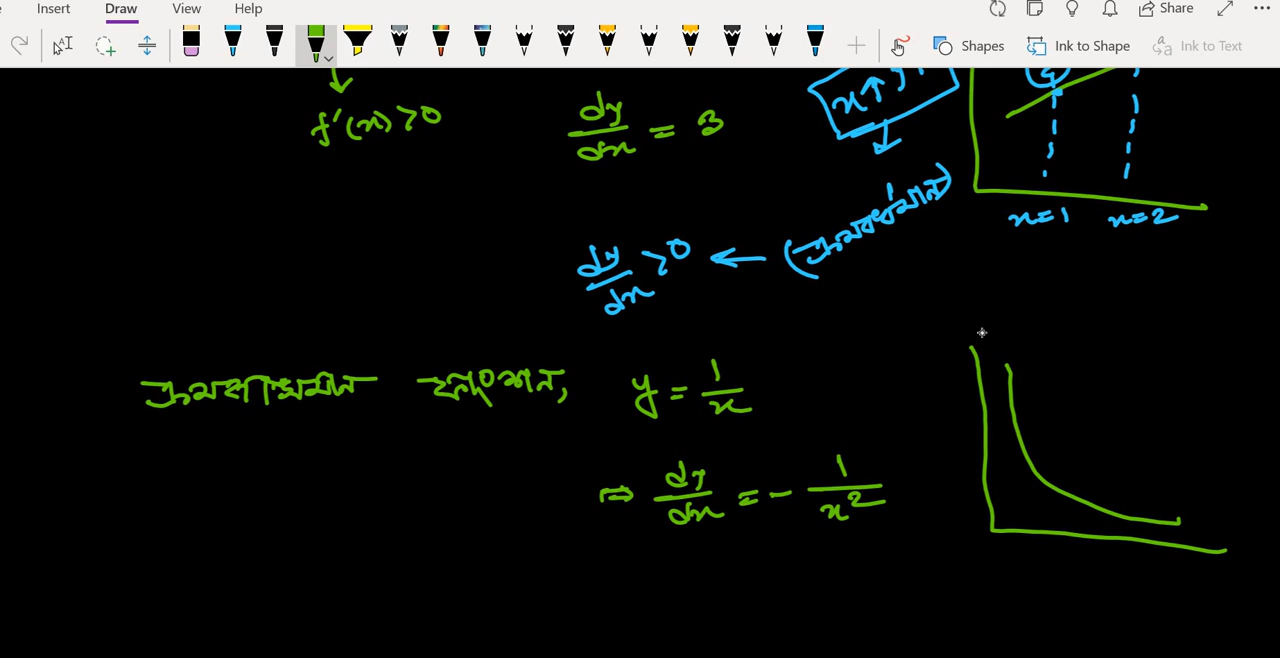 Insert Draw View Help Share
Shapes Ink to Shape Ink to Text
x↑
f'(x)>0
dy/dx = 3
x=1 x=2
dy/dx >0 ← (ক্রমবর্ধমান)
ক্রমহ্রাসমান ফাংশন, y = 1/x
⇒ dy/dx = - 1/x²